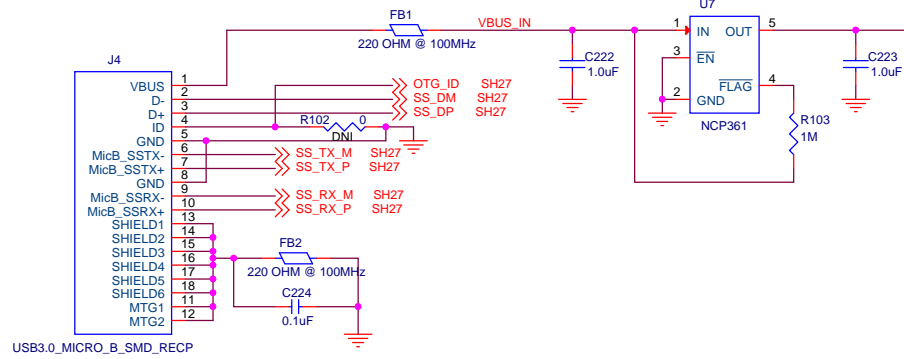 FB1
220 OHM @ 100MHz
VBUS_IN
U7
1
IN
OUT
5
3
EN
FLAG
4
2
GND
NCP361
C222
1.0uF
C223
1.0uF
R103
1M
J4
VBUS 1
D- 2
D+ 3
ID 4
GND 5
MicB_SSTX- 6
MicB_SSTX+ 7
GND 8
MicB_SSRX- 9
MicB_SSRX+ 10
SHIELD1 13
SHIELD2 14
SHIELD3 15
SHIELD4 16
SHIELD5 17
SHIELD6 18
MTG1 11
MTG2 12
USB3.0_MICRO_B_SMD_RECP
OTG_ID SH27
SS_DM SH27
SS_DP SH27
R102 0
DNI
SS_TX_M SH27
SS_TX_P SH27
SS_RX_M SH27
SS_RX_P SH27
FB2
220 OHM @ 100MHz
C224
0.1uF